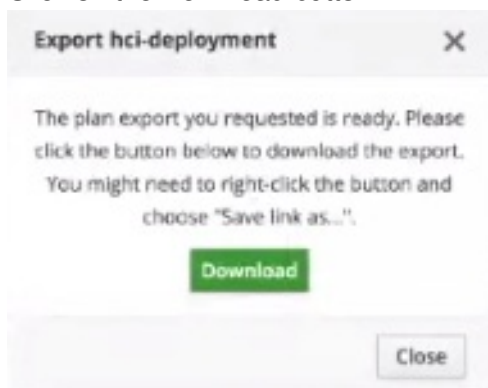 Export hci-deployment
The plan export you requested is ready. Please
click the button below to download the export.
You might need to right-click the button and
choose "Save link as...".
Download
Close